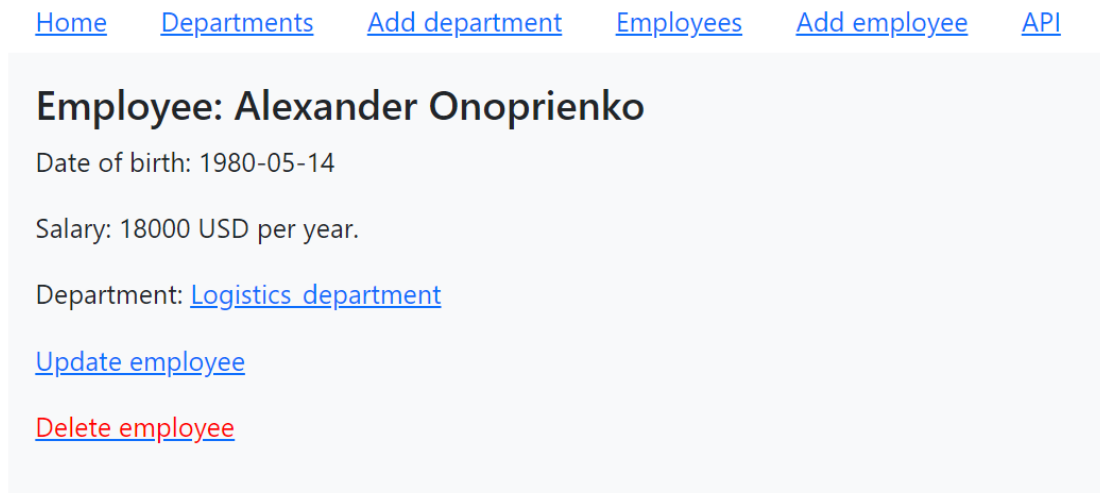 Home Departments Add department Employees Add employee API
Employee: Alexander Onoprienko
Date of birth: 1980-05-14
Salary: 18000 USD per year.
Department: Logistics department
Update employee
Delete employee